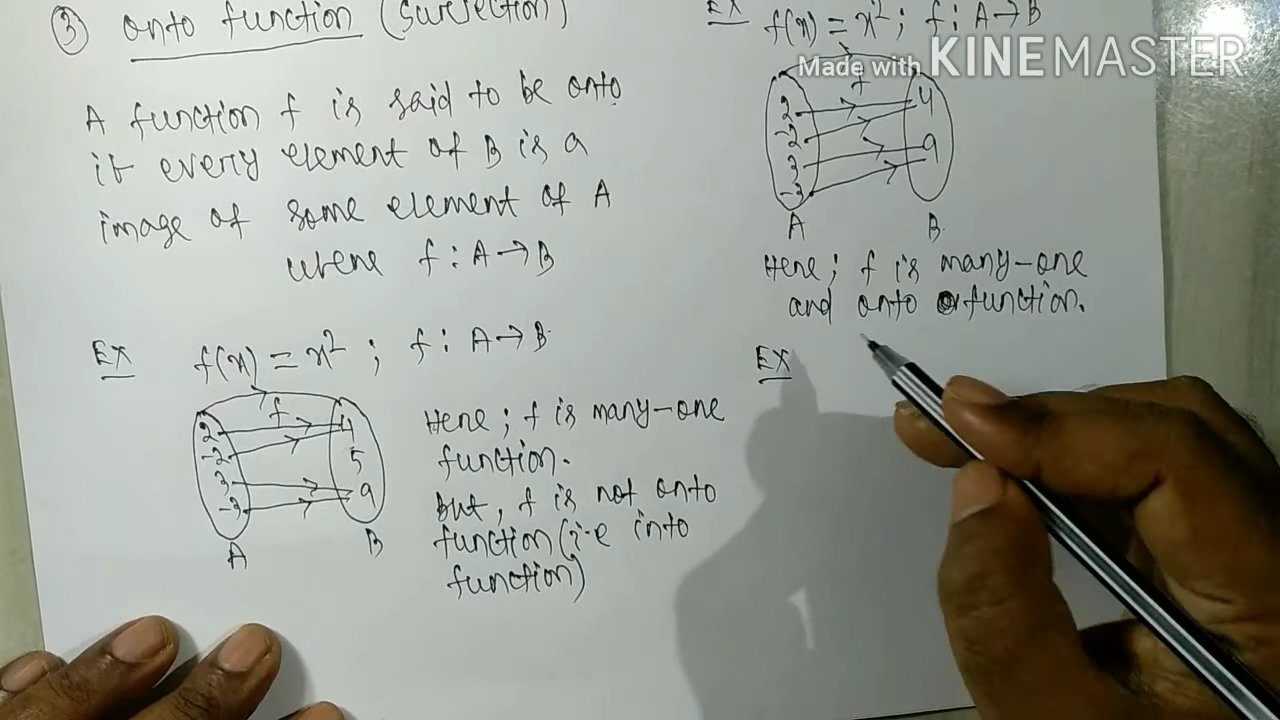 ③ onto function (Surjection)
A function f is said to be onto
if every element of B is a
image of some element of A
where f : A → B
EX f(x) = x² ; f : A → B
f
2 4
-2 5
3 9
-3
A B
Here ; f is many-one
function.
But, f is not onto
function (i.e into
function)
EX f(x) = x² ; f : A → B
Made with KINEMASTER
f
2 4
-2
3 9
-3
A B.
Here ; f is many-one
and onto function.
EX